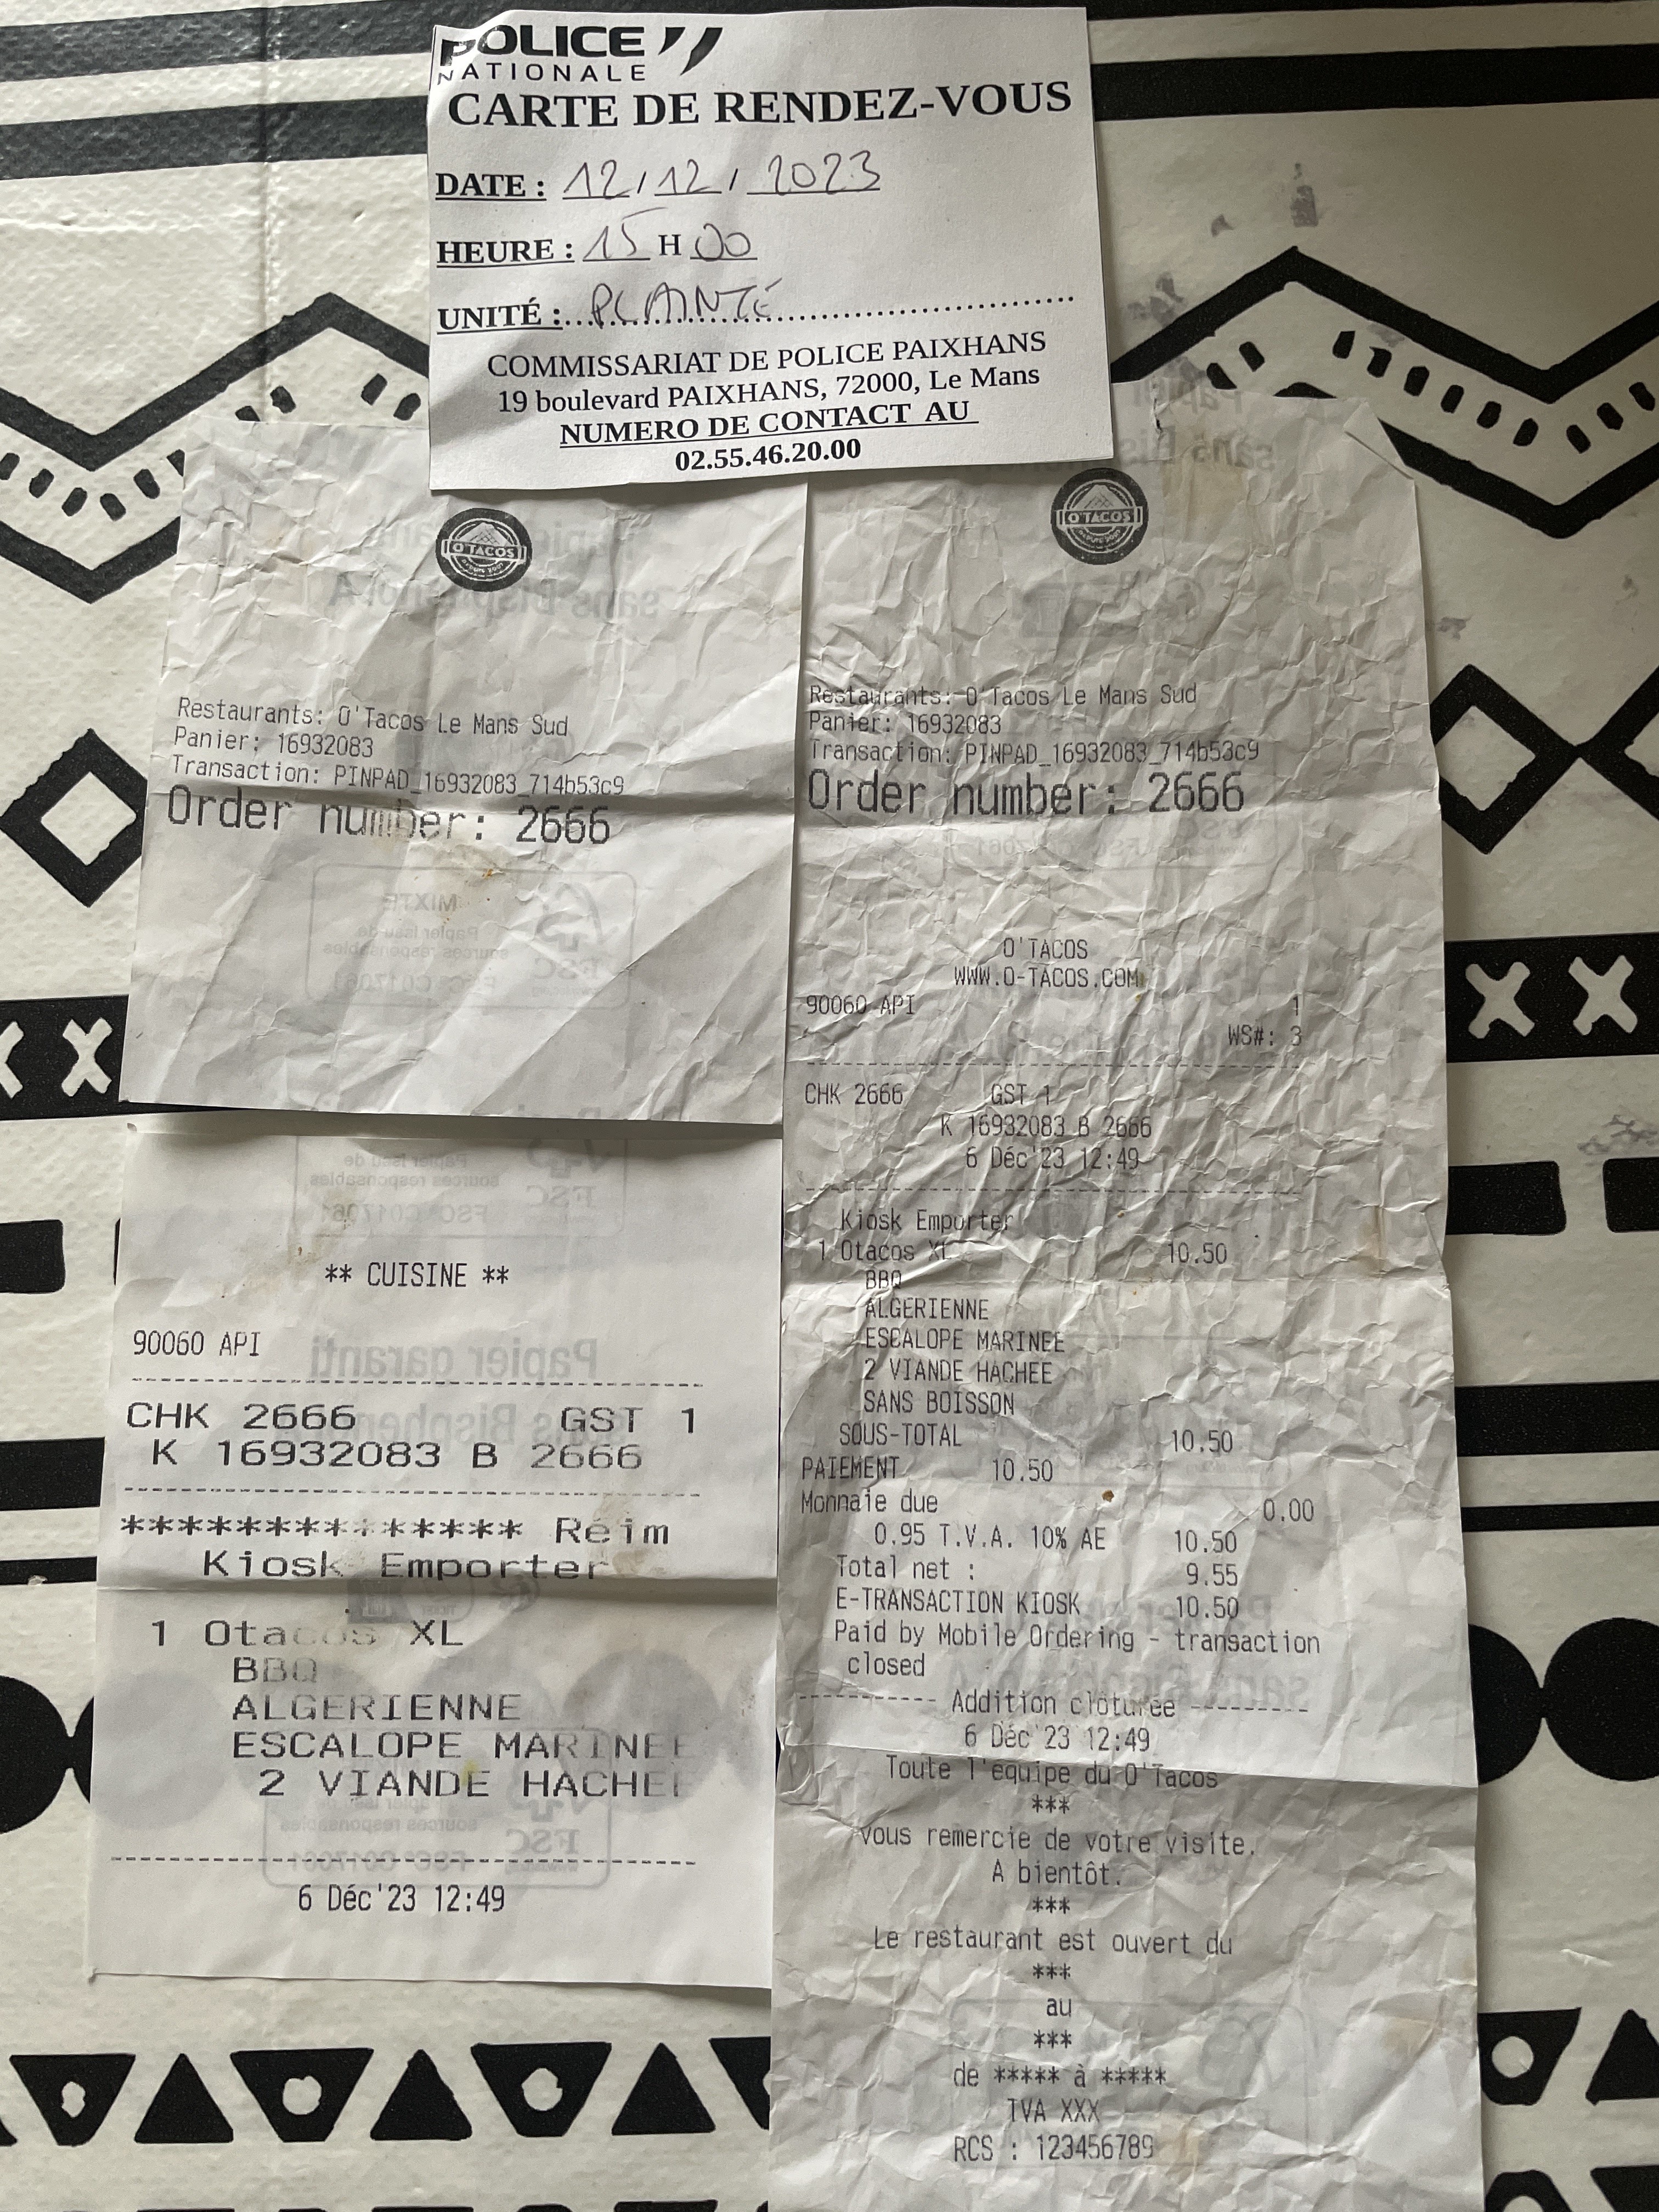 POLICE
NATIONALE
CARTE DE RENDEZ-VOUS
DATE : 12/12/2023
HEURE : 15 H 00
UNITÉ : PLAINTE
COMMISSARIAT DE POLICE PAIXHANS
19 boulevard PAIXHANS, 72000, Le Mans
NUMERO DE CONTACT AU
02.55.46.20.00
O'TACOS
Restaurants: O'Tacos Le Mans Sud
Panier: 16932083
Transaction: PINPAD_16932083_714b53c9
Order number: 2666
** CUISINE **
90060 API
CHK 2666 GST 1
K 16932083 B 2666
************** Reim
Kiosk Emporter
1 Otacos XL
BBQ
ALGERIENNE
ESCALOPE MARINEE
2 VIANDE HACHEE
6 Déc'23 12:49
O'TACOS
Restaurants: O'Tacos Le Mans Sud
Panier: 16932083
Transaction: PINPAD_16932083_714b53c9
Order number: 2666
O'TACOS
WWW.O-TACOS.COM
90060 API 1
WS#: 3
CHK 2666 GST 1
K 16932083 B 2666
6 Déc'23 12:49
Kiosk Emporter
1 Otacos XL 10.50
BBQ
ALGERIENNE
ESCALOPE MARINEE
2 VIANDE HACHEE
SANS BOISSON
SOUS-TOTAL 10.50
PAIEMENT 10.50
Monnaie due 0.00
0.95 T.V.A. 10% AE 10.50
Total net : 9.55
E-TRANSACTION KIOSK 10.50
Paid by Mobile Ordering - transaction
closed
---------- Addition clôturée ---------
6 Déc'23 12:49
Toute l'équipe du O'Tacos
***
vous remercie de votre visite.
A bientôt.
***
Le restaurant est ouvert du
***
au
***
de ***** à *****
TVA XXX
RCS : 123456789